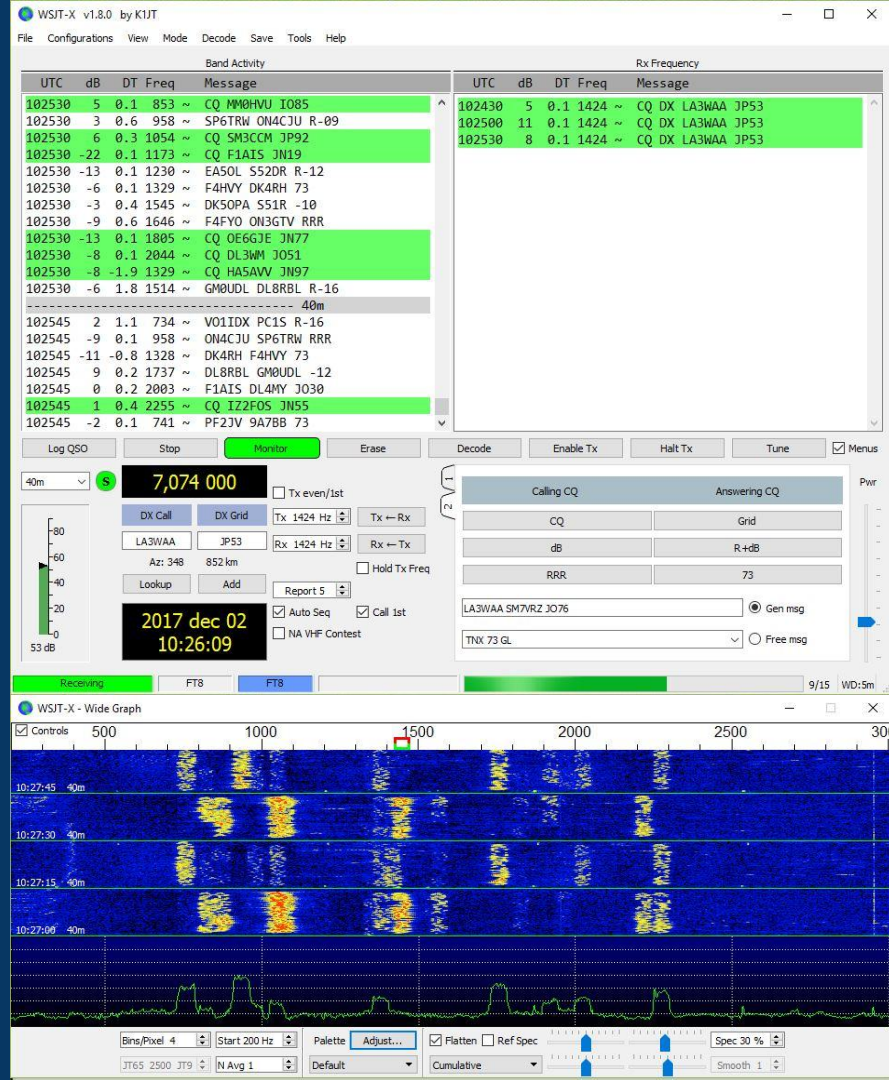 WSJT-X v1.8.0 by K1JT
File Configurations View Mode Decode Save Tools Help
Band Activity
UTC dB DT Freq Message
102530 5 0.1 853 ~ CQ MM0HVU IO85
102530 3 0.6 958 ~ SP6TRW ON4CJU R-09
102530 6 0.3 1054 ~ CQ SM3CCM JP92
102530 -22 0.1 1173 ~ CQ F1AIS JN19
102530 -13 0.1 1230 ~ EA5OL S52DR R-12
102530 -6 0.1 1329 ~ F4HVY DK4RH 73
102530 -3 0.4 1545 ~ DK5OPA S51R -10
102530 -9 0.6 1646 ~ F4FYO ON3GTV RRR
102530 -13 0.1 1805 ~ CQ OE6GJE JN77
102530 -8 0.1 2044 ~ CQ DL3WM JO51
102530 -8 -1.9 1329 ~ CQ HA5AVV JN97
102530 -6 1.8 1514 ~ GM0UDL DL8RBL R-16
---------------------------------- 40m
102545 2 1.1 734 ~ VO1IDX PC1S R-16
102545 -9 0.1 958 ~ ON4CJU SP6TRW RRR
102545 -11 -0.8 1328 ~ DK4RH F4HVY 73
102545 9 0.2 1737 ~ DL8RBL GM0UDL -12
102545 0 0.2 2003 ~ F1AIS DL4MY JO30
102545 1 0.4 2255 ~ CQ IZ2FOS JN55
102545 -2 0.1 741 ~ PF2JV 9A7BB 73
Rx Frequency
UTC dB DT Freq Message
102430 5 0.1 1424 ~ CQ DX LA3WAA JP53
102500 11 0.1 1424 ~ CQ DX LA3WAA JP53
102530 8 0.1 1424 ~ CQ DX LA3WAA JP53
Log QSO Stop Monitor Erase Decode Enable Tx Halt Tx Tune Menus
40m S 7,074 000
Tx even/1st
DX Call DX Grid Tx 1424 Hz Tx ← Rx
LA3WAA JP53 Rx 1424 Hz Rx ← Tx
Az: 348 852 km
Hold Tx Freq
Lookup Add Report 5
2017 dec 02
10:26:09
Auto Seq Call 1st
NA VHF Contest
-80
-60
-40
-20
-0
53 dB
1
2
Calling CQ Answering CQ
CQ Grid
dB R+dB
RRR 73
LA3WAA SM7VRZ JO76 Gen msg
TNX 73 GL Free msg
Pwr
Receiving FT8 FT8 9/15 WD:5m
WSJT-X - Wide Graph
Controls 500 1000 1500 2000 2500 300
10:27:45 40m
10:27:30 40m
10:27:15 40m
10:27:00 40m
Bins/Pixel 4 Start 200 Hz Palette Adjust... Flatten Ref Spec Spec 30 %
JT65 2500 JT9 N Avg 1 Default Cumulative Smooth 1